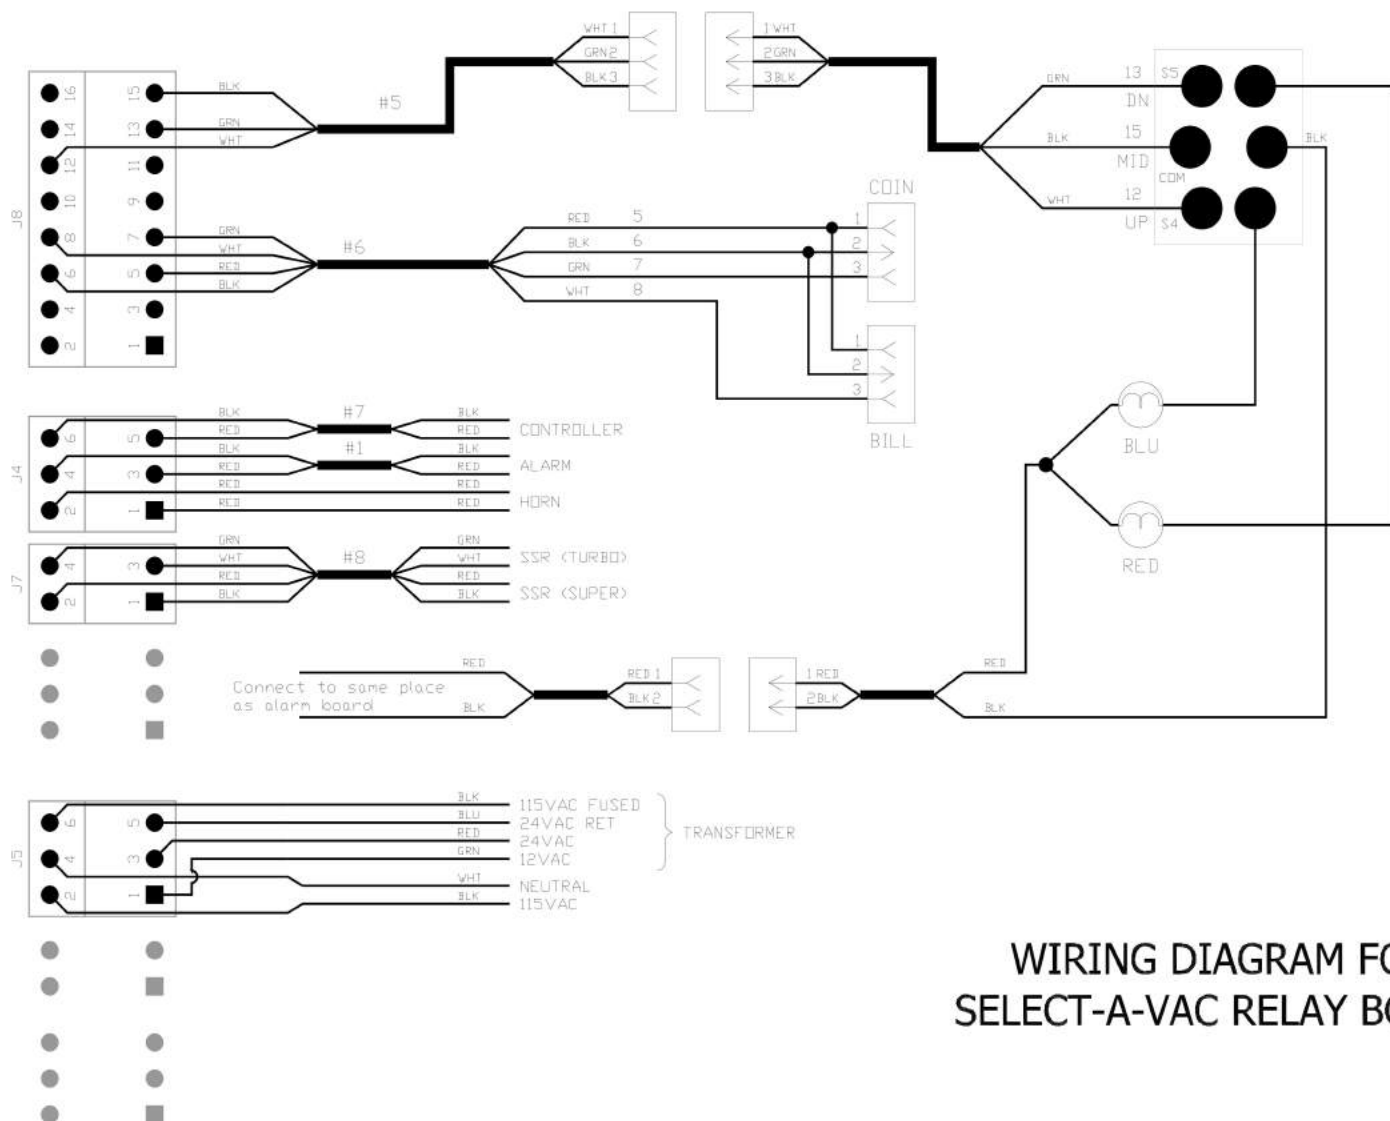 WHT 1
GRN 2
BLK 3
1 WHT
2 GRN
3 BLK
#5
J8
16 15
14 13
12 11
10 9
8 7
6 5
4 3
2 1
BLK
GRN
WHT
GRN 13 S5
DN
BLK 15
MID
COM
WHT 12
UP S4
BLK
GRN
WHT
RED
BLK
#6
RED 5
BLK 6
GRN 7
WHT 8
COIN
1
2
3
1
2
3
BILL
BLU
RED
J4
6 5
4 3
2 1
BLK #7 BLK
RED RED CONTROLLER
BLK #1 BLK
RED RED ALARM
RED RED
RED RED HORN
J7
4 3
2 1
GRN #8 GRN
WHT WHT SSR (TURBO)
RED RED
BLK BLK SSR (SUPER)
RED
Connect to same place
as alarm board
BLK
RED 1
BLK 2
1 RED
2 BLK
RED
BLK
J5
6 5
4 3
2 1
BLK 115VAC FUSED
BLU 24VAC RET
RED 24VAC
GRN 12VAC
TRANSFORMER
WHT NEUTRAL
BLK 115VAC
WIRING DIAGRAM FO
SELECT-A-VAC RELAY BO